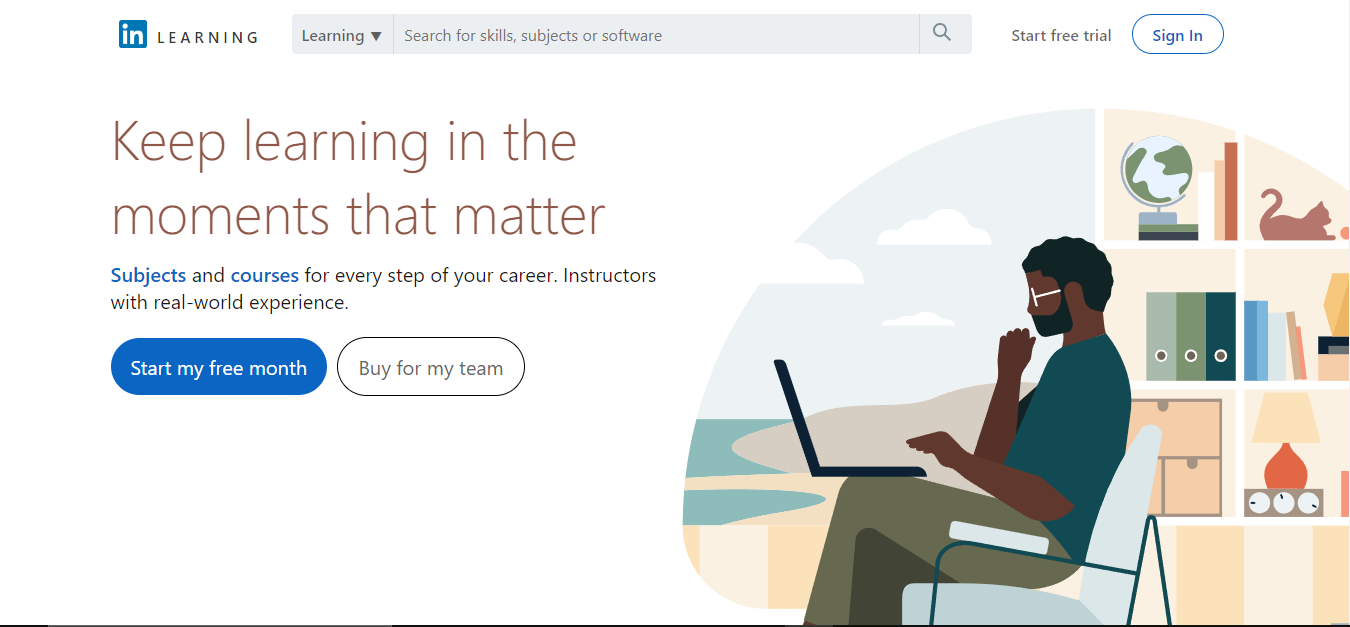 in LEARNING
Learning ▼
Search for skills, subjects or software
Start free trial
Sign In
Keep learning in the
moments that matter
Subjects and courses for every step of your career. Instructors
with real-world experience.
Start my free month
Buy for my team